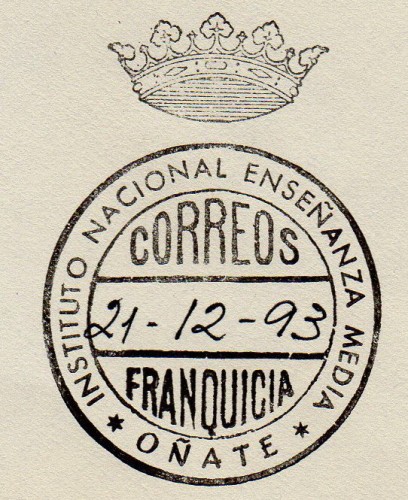 INSTITUTO NACIONAL ENSEÑANZA MEDIA
CORREOS
21-12-93
FRANQUICIA
* OÑATE *